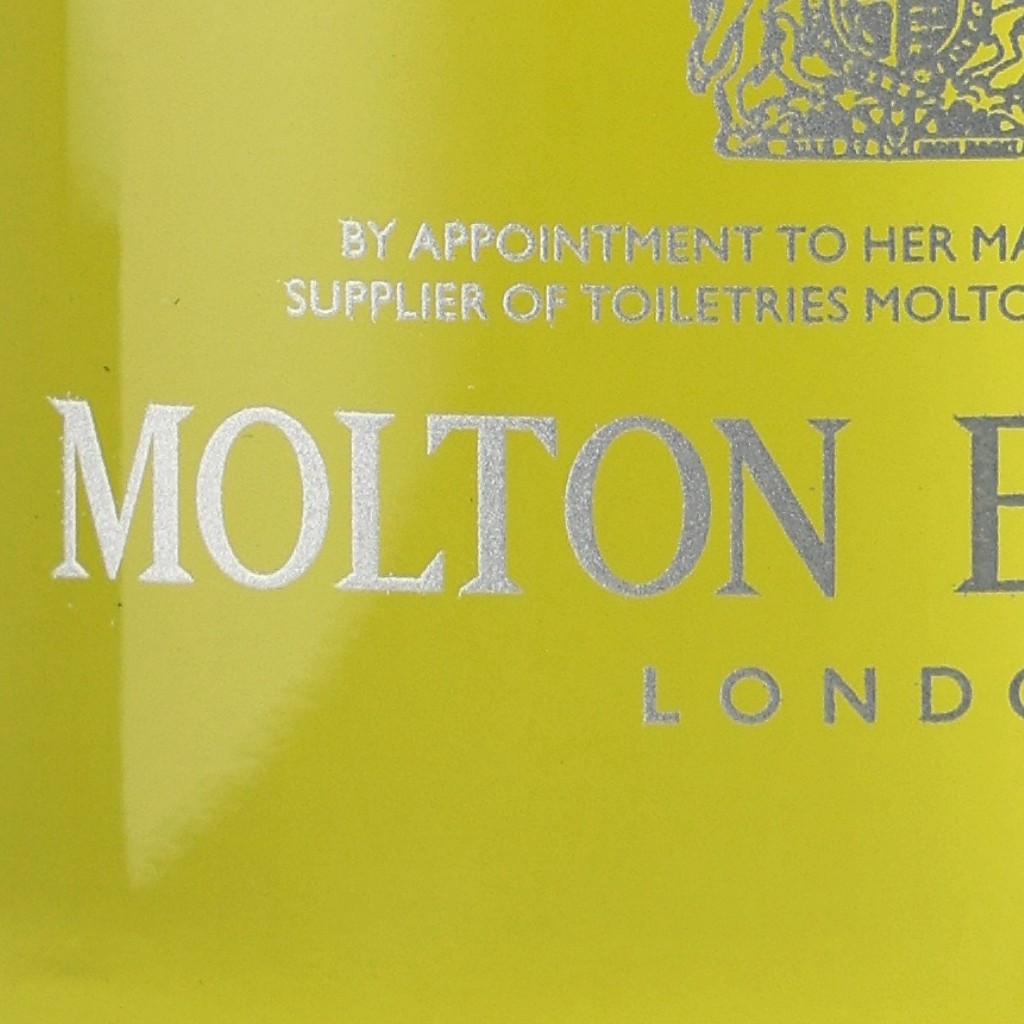 BY APPOINTMENT TO HER MA
SUPPLIER OF TOILETRIES MOLTO
MOLTON B
LONDO